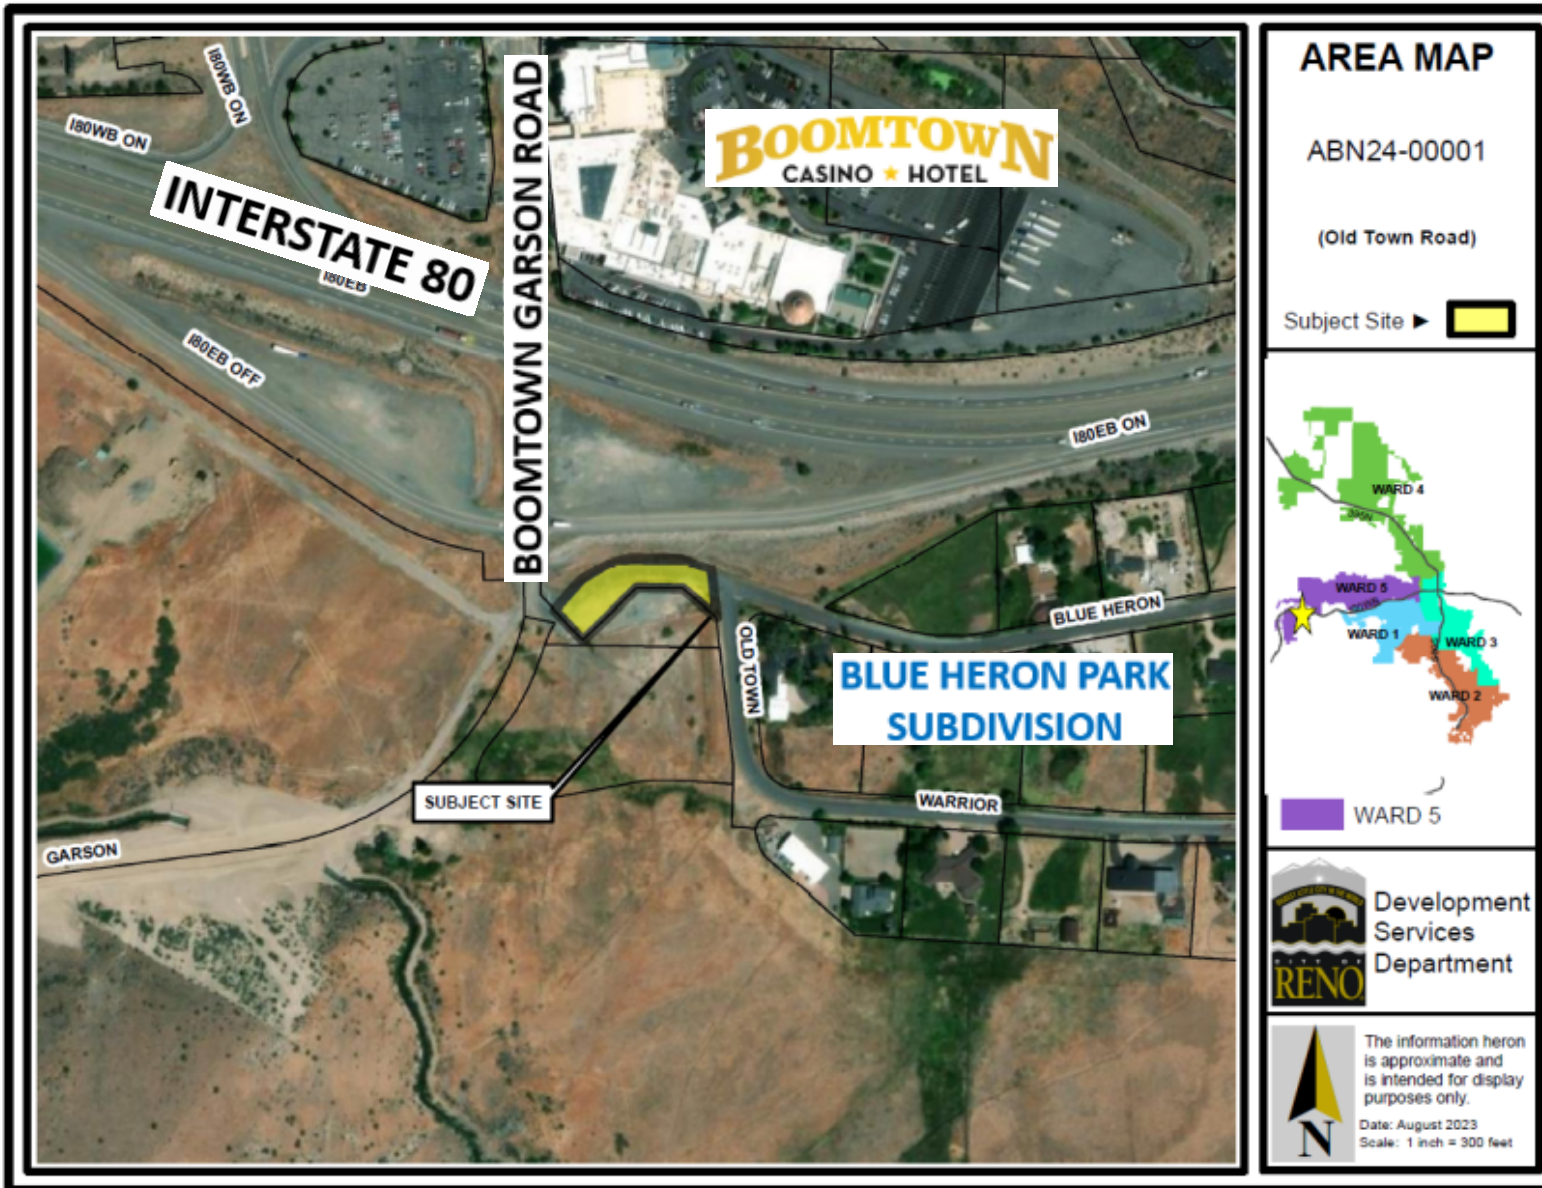 I80WB ON
I80WB ON
INTERSTATE 80
I80EB
I80EB OFF
BOOMTOWN GARSON ROAD
BOOMTOWN
CASINO ★ HOTEL
I80EB ON
BLUE HERON
OLD TOWN
BLUE HERON PARK
SUBDIVISION
SUBJECT SITE
WARRIOR
GARSON
AREA MAP
ABN24-00001
(Old Town Road)
Subject Site ►
WARD 4
395N
WARD 5
WARD 1
WARD 3
WARD 2
WARD 5
CITY OF
RENO
Development
Services
Department
The information heron
is approximate and
is intended for display
purposes only.
N
Date: August 2023
Scale: 1 inch = 300 feet